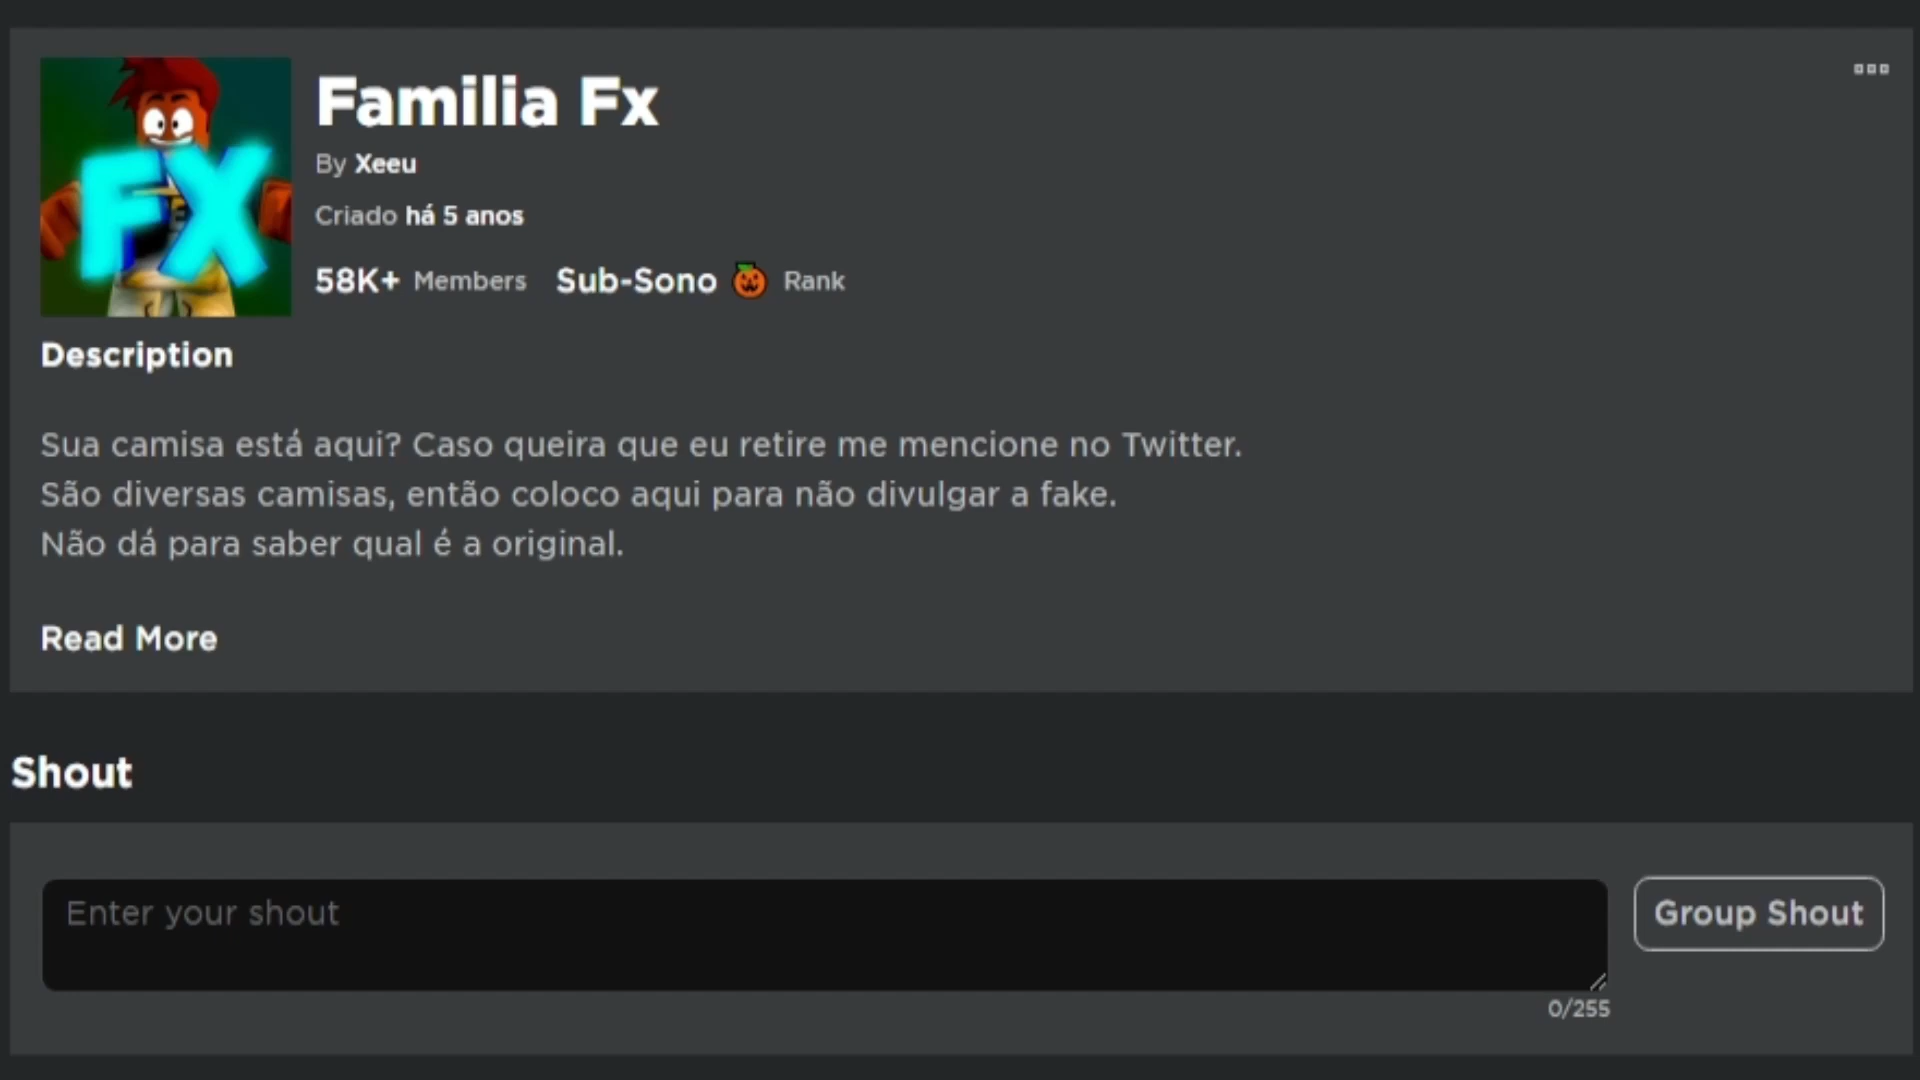 FX
Familia Fx
By Xeeu
Criado há 5 anos
58K+ Members Sub-Sono 🎃 Rank
Description
Sua camisa está aqui? Caso queira que eu retire me mencione no Twitter.
São diversas camisas, então coloco aqui para não divulgar a fake.
Não dá para saber qual é a original.
Read More
Shout
Enter your shout
Group Shout
0/255